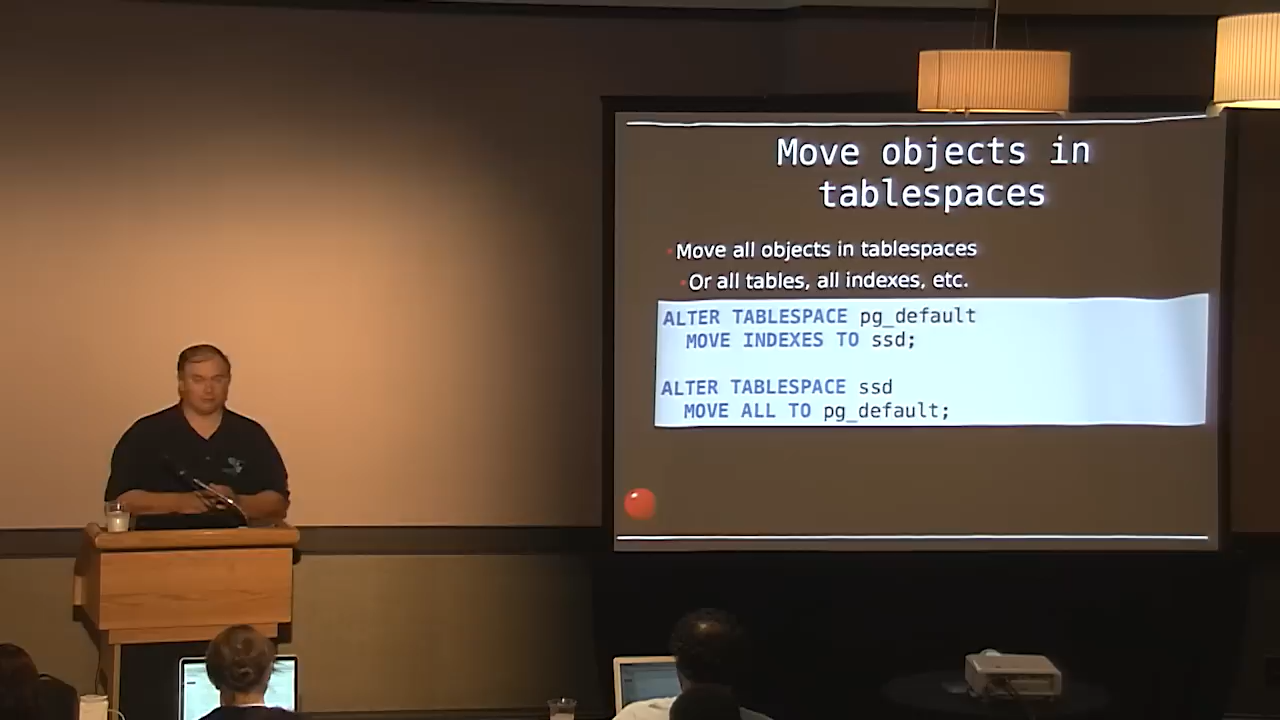 Move objects in
tablespaces
Move all objects in tablespaces
Or all tables, all indexes, etc.
ALTER TABLESPACE pg_default
MOVE INDEXES TO ssd;
ALTER TABLESPACE ssd
MOVE ALL TO pg_default;